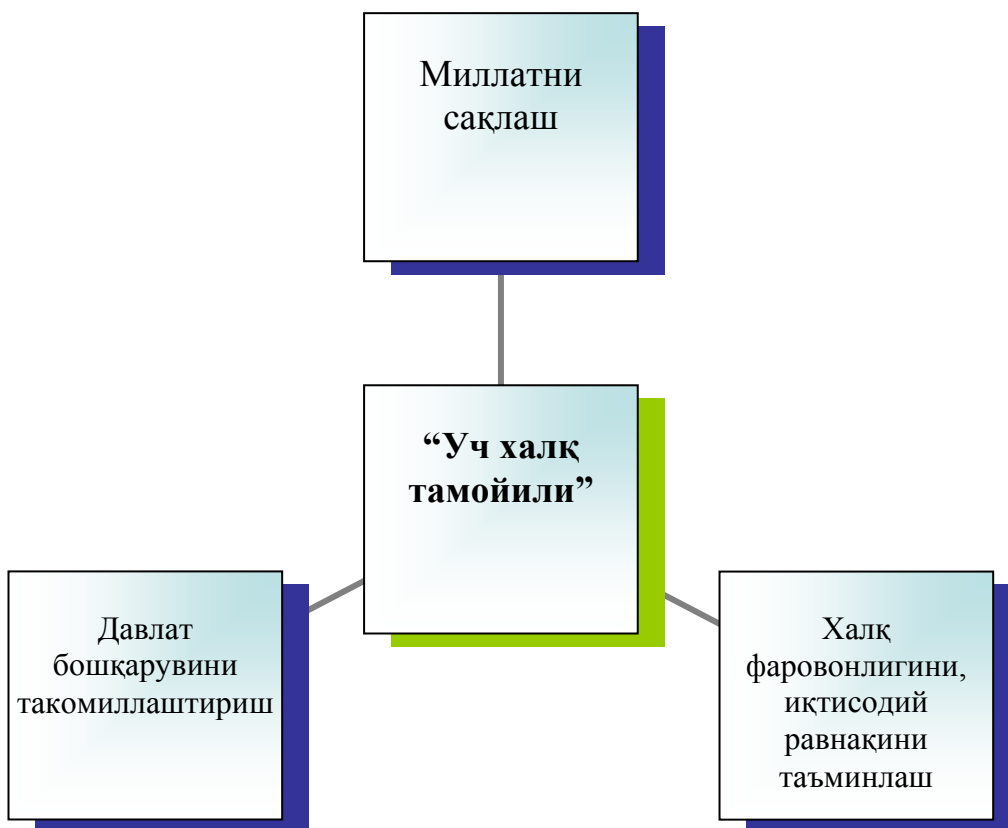 Миллатни
сақлаш
“Уч халқ
тамойили”
Давлат
бошқарувини
такомиллаштириш
Халқ
фаровонлигини,
иқтисодий
равнақини
таъминлаш